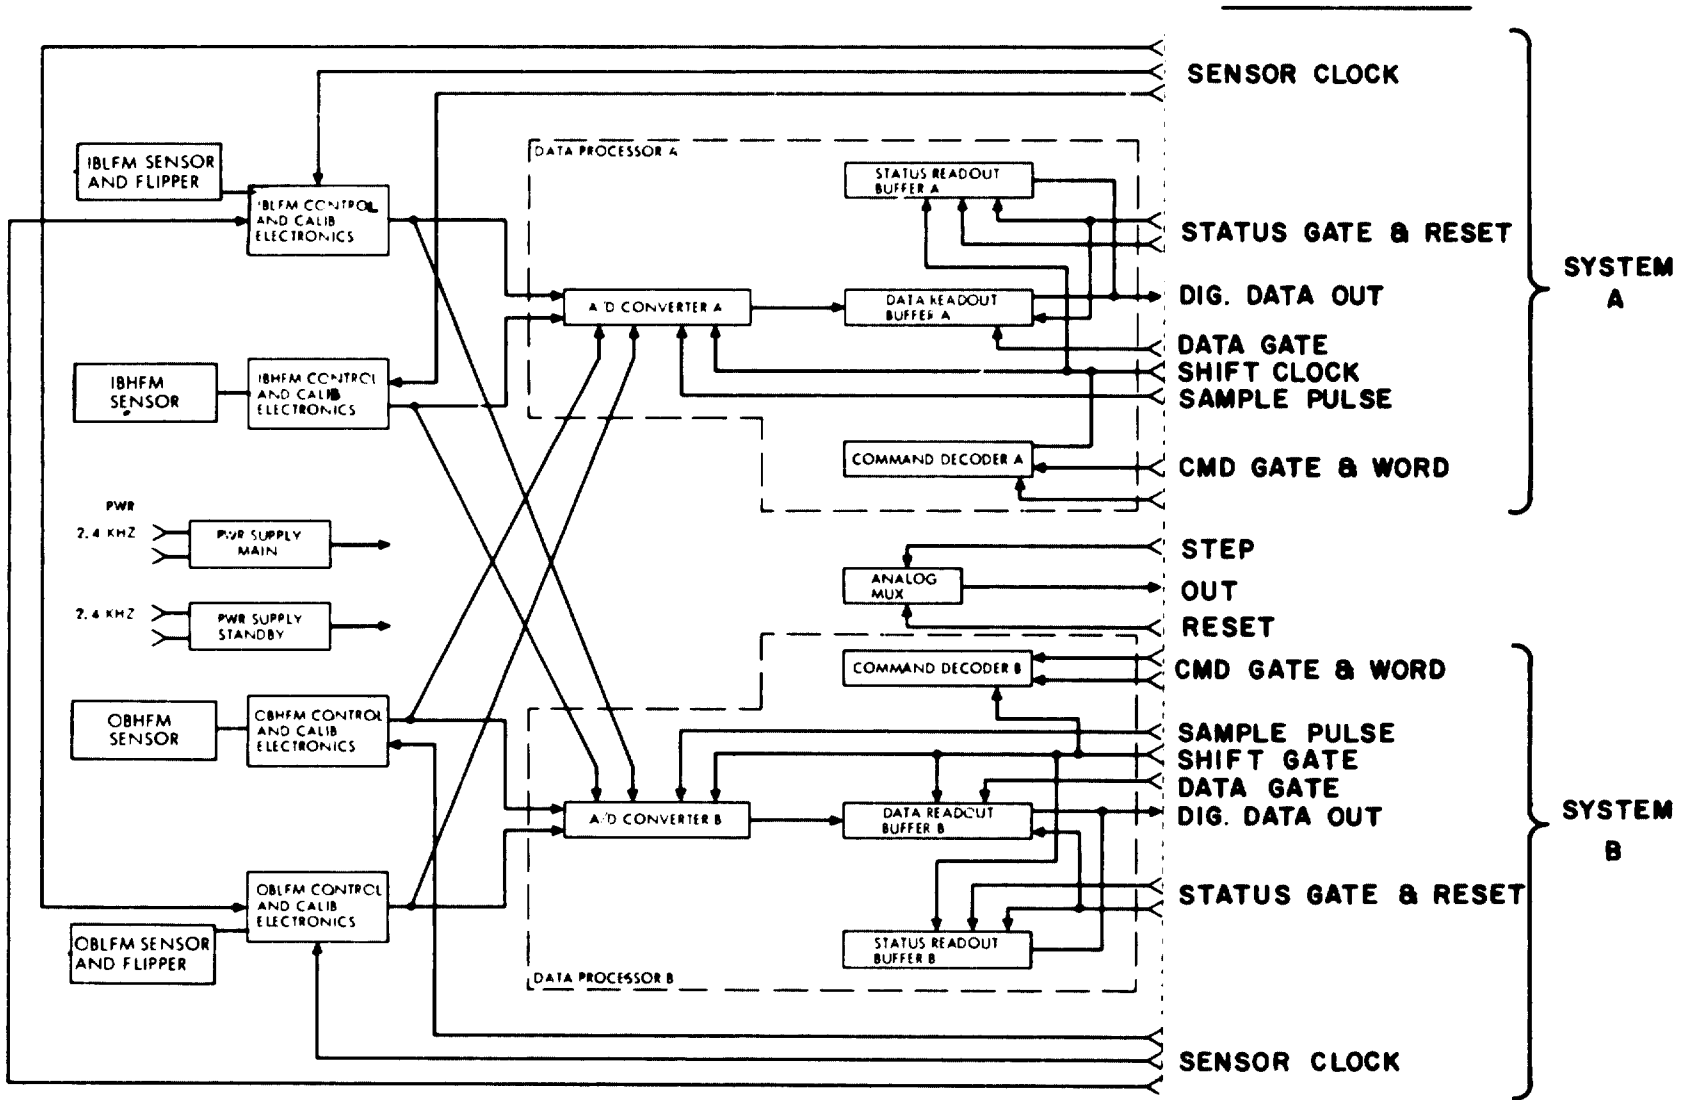 SENSOR CLOCK
IBLFM SENSOR
AND FLIPPER
IBLFM CONTROL
AND CALIB
ELECTRONICS
DATA PROCESSOR A
STATUS READOUT
BUFFER A
STATUS GATE & RESET
A/D CONVERTER A
DATA READOUT
BUFFER A
DIG. DATA OUT
DATA GATE
SHIFT CLOCK
SAMPLE PULSE
IBHFM
SENSOR
IBHFM CONTROL
AND CALIB
ELECTRONICS
COMMAND DECODER A
CMD GATE & WORD
SYSTEM
A
PWR
2.4 KHZ
PWR SUPPLY
MAIN
2.4 KHZ
PWR SUPPLY
STANDBY
STEP
ANALOG
MUX
OUT
RESET
COMMAND DECODER B
CMD GATE & WORD
OBHFM
SENSOR
OBHFM CONTROL
AND CALIB
ELECTRONICS
SAMPLE PULSE
SHIFT GATE
DATA GATE
A/D CONVERTER B
DATA READOUT
BUFFER B
DIG. DATA OUT
SYSTEM
B
OBLFM CONTROL
AND CALIB
ELECTRONICS
STATUS GATE & RESET
OBLFM SENSOR
AND FLIPPER
STATUS READOUT
BUFFER B
DATA PROCESSOR B
SENSOR CLOCK